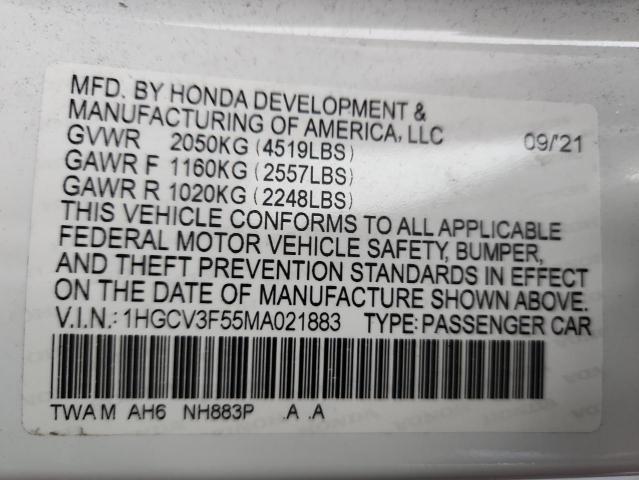 MFD. BY HONDA DEVELOPMENT &
MANUFACTURING OF AMERICA, LLC
GVWR 2050KG (4519LBS) 09/'21
GAWR F 1160KG (2557LBS)
GAWR R 1020KG (2248LBS)
THIS VEHICLE CONFORMS TO ALL APPLICABLE
FEDERAL MOTOR VEHICLE SAFETY, BUMPER,
AND THEFT PREVENTION STANDARDS IN EFFECT
ON THE DATE OF MANUFACTURE SHOWN ABOVE.
V.I.N.: 1HGCV3F55MA021883 TYPE: PASSENGER CAR
TWA M AH6 NH883P .A .A